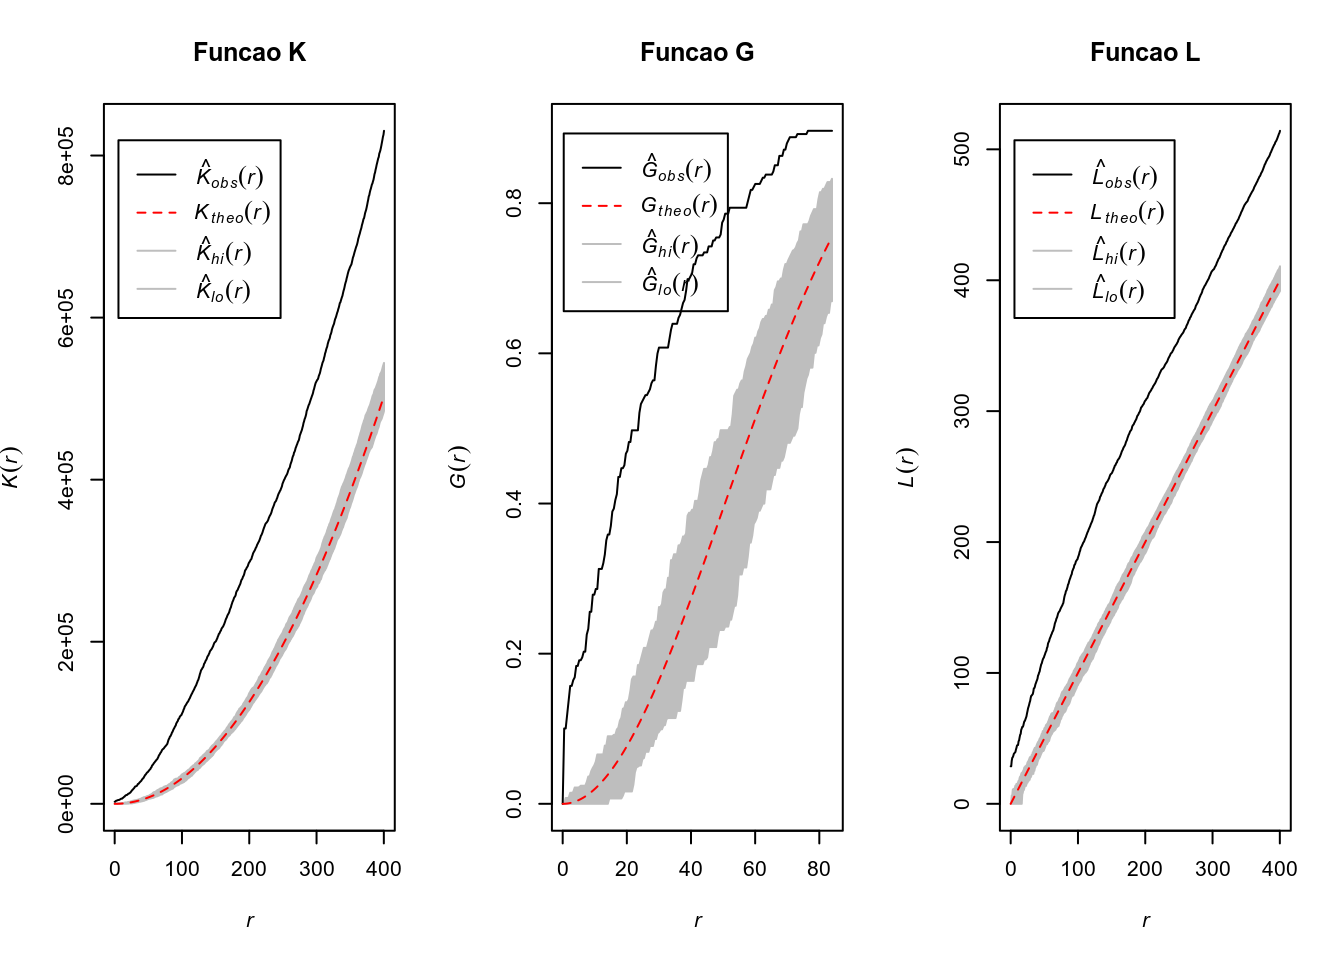 Funcao K
K̂obs(r)
Ktheo(r)
K̂hi(r)
K̂lo(r)
K(r)
0e+00 2e+05 4e+05 6e+05 8e+05
0 100 200 300 400
r
Funcao G
Ĝobs(r)
Gtheo(r)
Ĝhi(r)
Ĝlo(r)
G(r)
0.0 0.2 0.4 0.6 0.8
0 20 40 60 80
r
Funcao L
L̂obs(r)
Ltheo(r)
L̂hi(r)
L̂lo(r)
L(r)
0 100 200 300 400 500
0 100 200 300 400
r